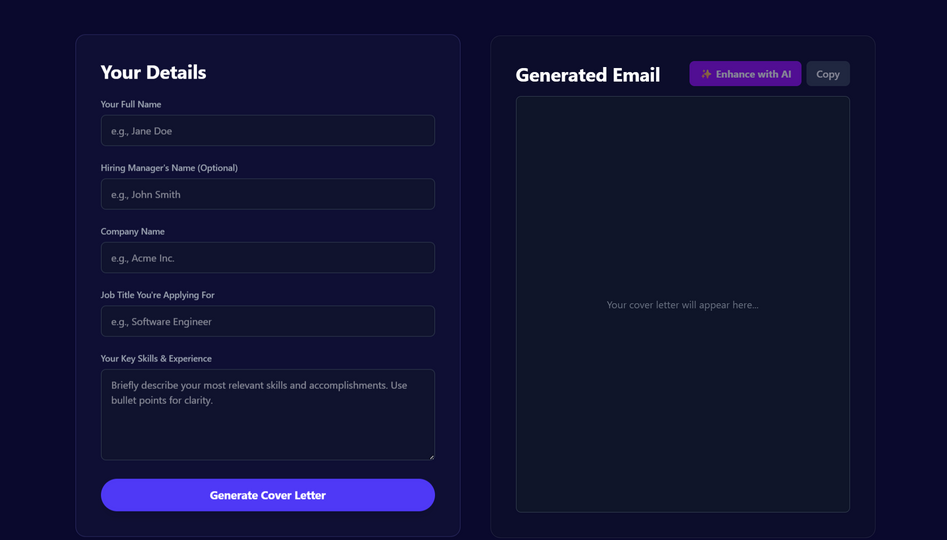 Your Details
Your Full Name
e.g., Jane Doe
Hiring Manager's Name (Optional)
e.g., John Smith
Company Name
e.g., Acme Inc.
Job Title You're Applying For
e.g., Software Engineer
Your Key Skills & Experience
Briefly describe your most relevant skills and accomplishments. Use
bullet points for clarity.
Generate Cover Letter
Generated Email
✨ Enhance with AI
Copy
Your cover letter will appear here...